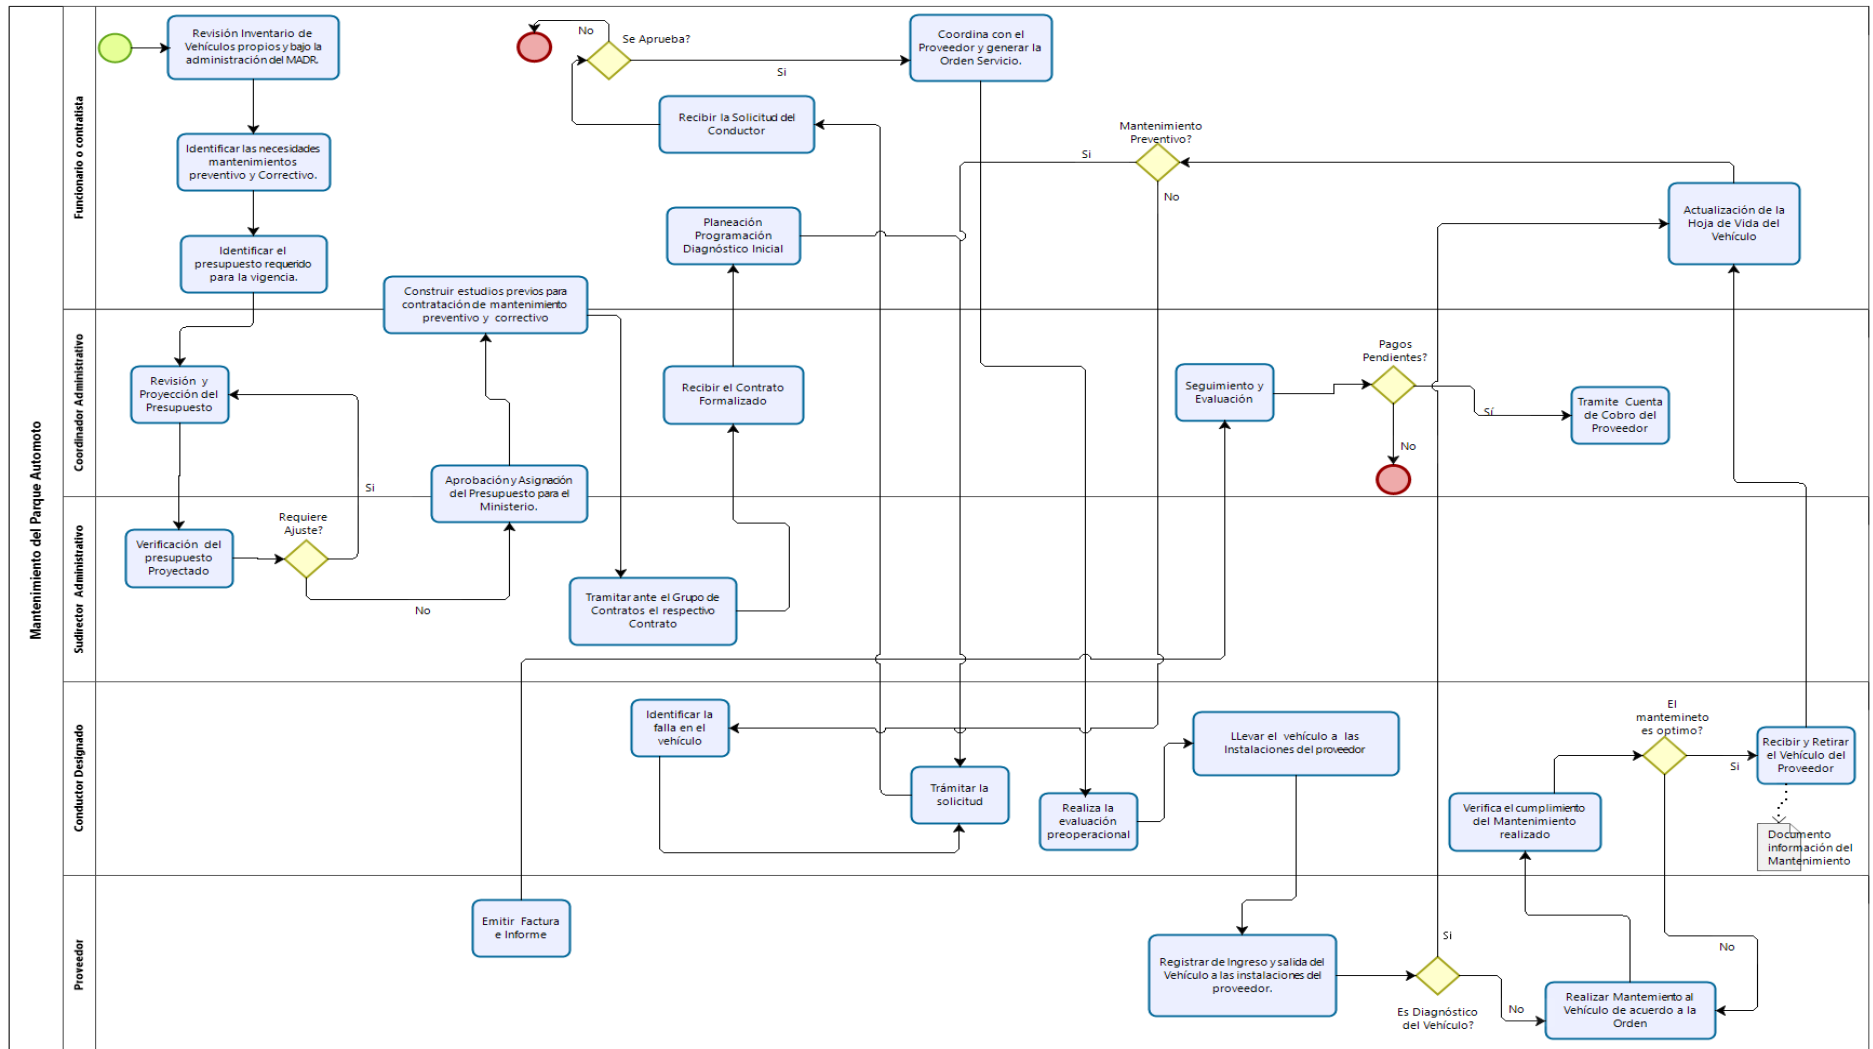 Mantenimiento del Parque Automoto
Funcionario o contratista
Revisión Inventario de
Vehículos propios y bajo la
administración del MADR.
Identificar las necesidades
mantenimientos
preventivo y Correctivo.
Identificar el
presupuesto requerido
para la vigencia.
No
Se Aprueba?
Si
Coordina con el
Proveedor y generar la
Orden Servicio.
Recibir la Solicitud del
Conductor
Planeación
Programación
Diagnóstico Inicial
Mantenimiento
Preventivo?
Si
No
Actualización de la
Hoja de Vida del
Vehículo
Construir estudios previos para
contratación de mantenimiento
preventivo y correctivo
Coordinador Administrativo
Revisión y
Proyección del
Presupuesto
Si
Recibir el Contrato
Formalizado
Aprobación y Asignación
del Presupuesto para el
Ministerio.
Seguimiento y
Evaluación
Pagos
Pendientes?
Sí
No
Tramite Cuenta
de Cobro del
Proveedor
Sudirector Administrativo
Verificación del
presupuesto
Proyectado
Requiere
Ajuste?
No
Tramitar ante el Grupo de
Contratos el respectivo
Contrato
Conductor Designado
Identificar la
falla en el
vehículo
Trámitar la
solicitud
Realiza la
evaluación
preoperacional
LLevar el vehículo a las
Instalaciones del proveedor
Verifica el cumplimiento
del Mantenimiento
realizado
El
mantemineto
es optimo?
Si
Recibir y Retirar
el Vehículo del
Proveedor
Documento
información del
Mantenimiento
Proveedor
Emitir Factura
e Informe
Registrar de Ingreso y salida del
Vehículo a las instalaciones del
proveedor.
Si
Es Diagnóstico
del Vehículo?
No
Realizar Mantemiento al
Vehículo de acuerdo a la
Orden
No